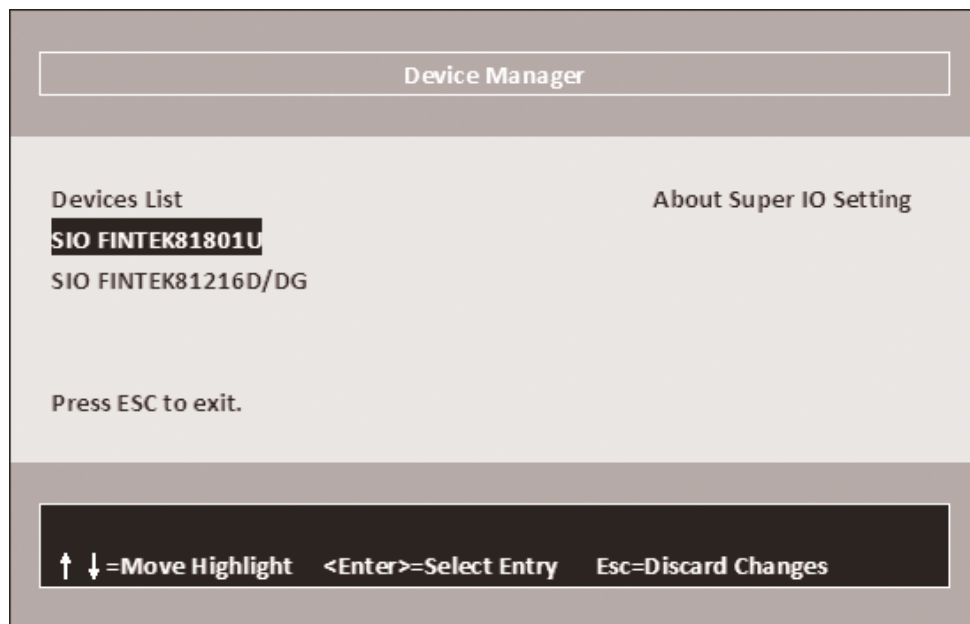 Device Manager
Devices List About Super IO Setting
SIO FINTEK81801U
SIO FINTEK81216D/DG
Press ESC to exit.
↑ ↓=Move Highlight <Enter>=Select Entry Esc=Discard Changes